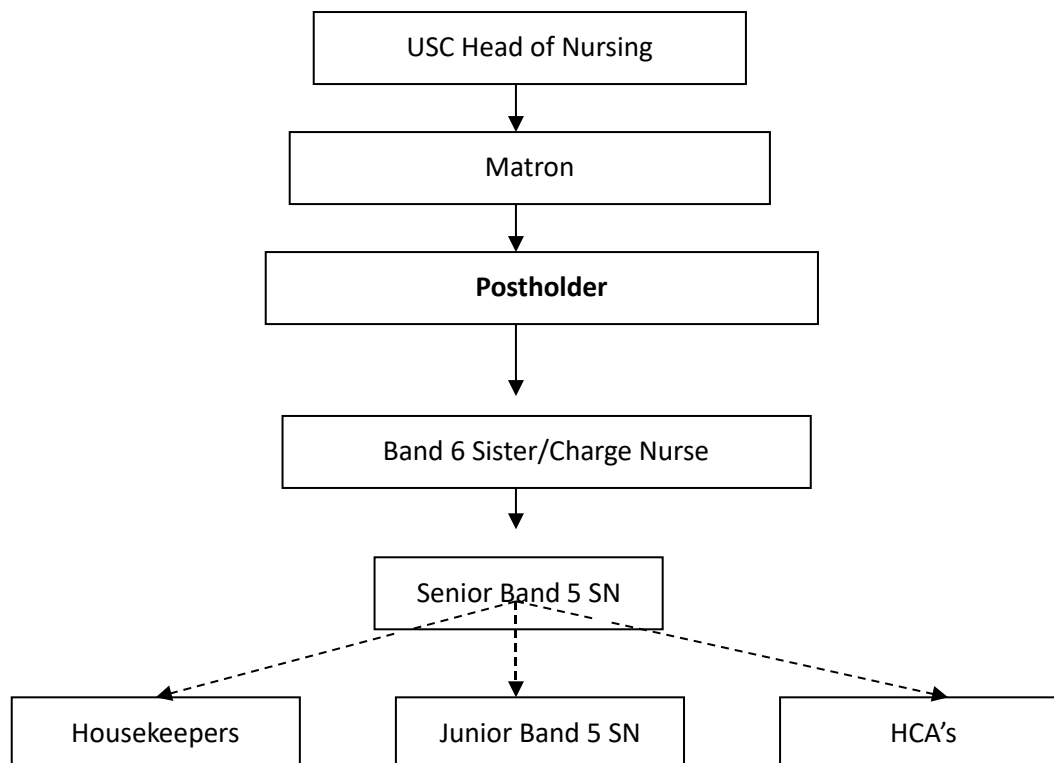 USC Head of Nursing
Matron
Postholder
Band 6 Sister/Charge Nurse
Senior Band 5 SN
Housekeepers
Junior Band 5 SN
HCA’s